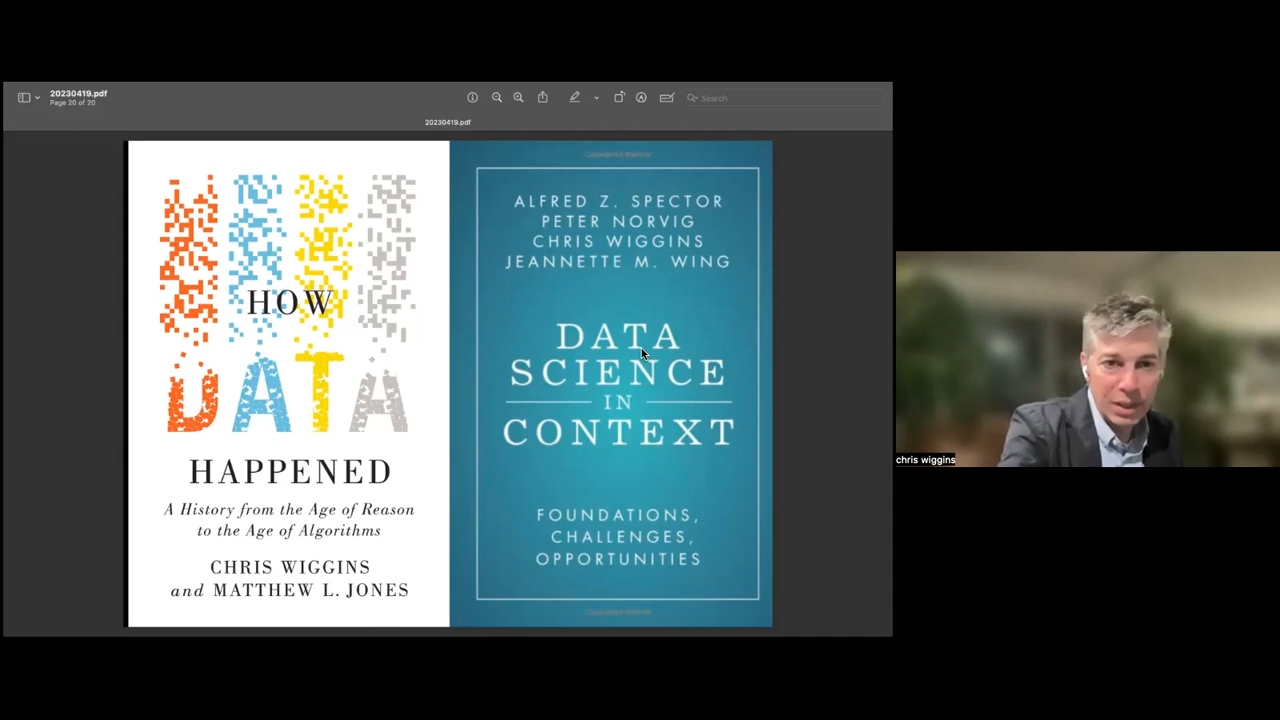 20230419.pdf
Page 20 of 20
Search
20230419.pdf
HOW
DATA
HAPPENED
A History from the Age of Reason
to the Age of Algorithms
CHRIS WIGGINS
and MATTHEW L. JONES
ALFRED Z. SPECTOR
PETER NORVIG
CHRIS WIGGINS
JEANNETTE M. WING
DATA
SCIENCE
IN
CONTEXT
FOUNDATIONS,
CHALLENGES,
OPPORTUNITIES
chris wiggins